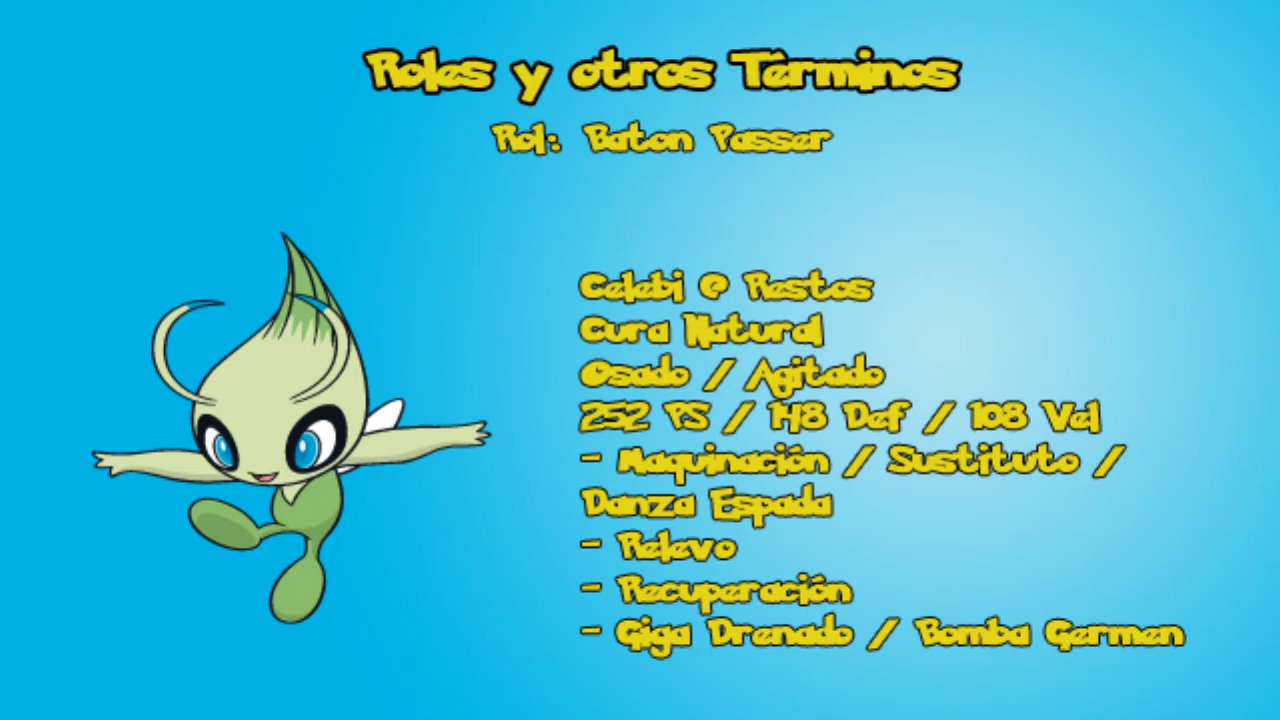 Roles y otros Términos
Rol: Baton Passer
Celebi @ Restos
Cura Natural
Osado / Agitado
252 PS / 148 Def / 108 Vel
- Maquinación / Sustituto /
Danza Espada
- Relevo
- Recuperación
- Giga Drenado / Bomba Germen